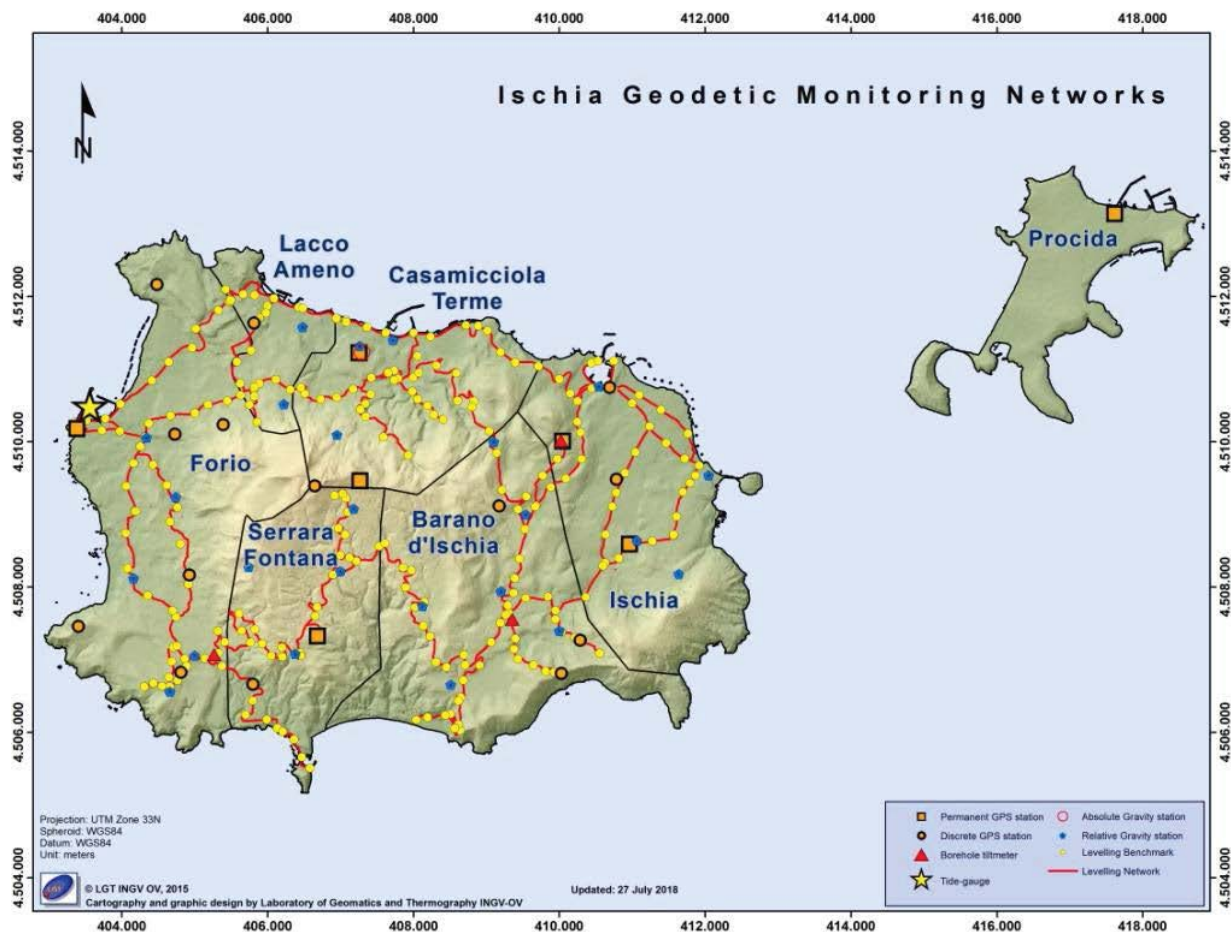 404.000 406.000 408.000 410.000 412.000 414.000 416.000 418.000
Ischia Geodetic Monitoring Networks
N
4.514.000
4.514.000
Lacco
Ameno
Casamicciola
Terme
Procida
4.512.000
4.512.000
4.510.000
4.510.000
Forio
Serrara
Fontana
Barano
d'Ischia
Ischia
4.508.000
4.508.000
4.506.000
4.506.000
Projection: UTM Zone 33N
Spheroid: WGS84
Datum: WGS84
Unit: meters
Permanent GPS station
Discrete GPS station
Borehole tiltmeter
Tide-gauge
Absolute Gravity station
Relative Gravity station
Levelling Benchmark
Levelling Network
4.504.000
4.504.000
© LGT INGV OV, 2015
Updated: 27 July 2018
Cartography and graphic design by Laboratory of Geomatics and Thermography INGV-OV
404.000 406.000 408.000 410.000 412.000 414.000 416.000 418.000